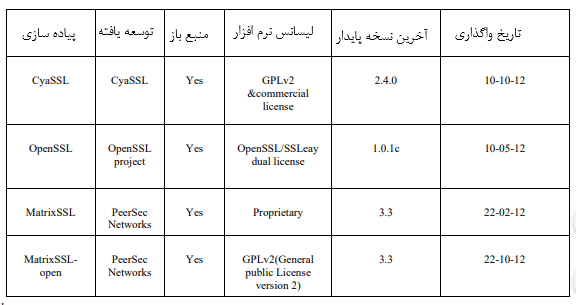 پیاده سازی	توسعه یافته	منبع باز	لیسانس نرم افزار	آخرین نسخه پایدار	تاریخ واگذاری
CyaSSL	CyaSSL	Yes	GPLv2	2.4.0	10-10-12
&commercial
license
OpenSSL	OpenSSL	Yes	OpenSSL/SSLeay	1.0.1c	10-05-12
project	dual license
MatrixSSL	PeerSec	Yes	Proprietary	3.3	22-02-12
Networks
MatrixSSL-	PeerSec	Yes	GPLv2(General	3.3	22-10-12
open	Networks	public License
version 2)